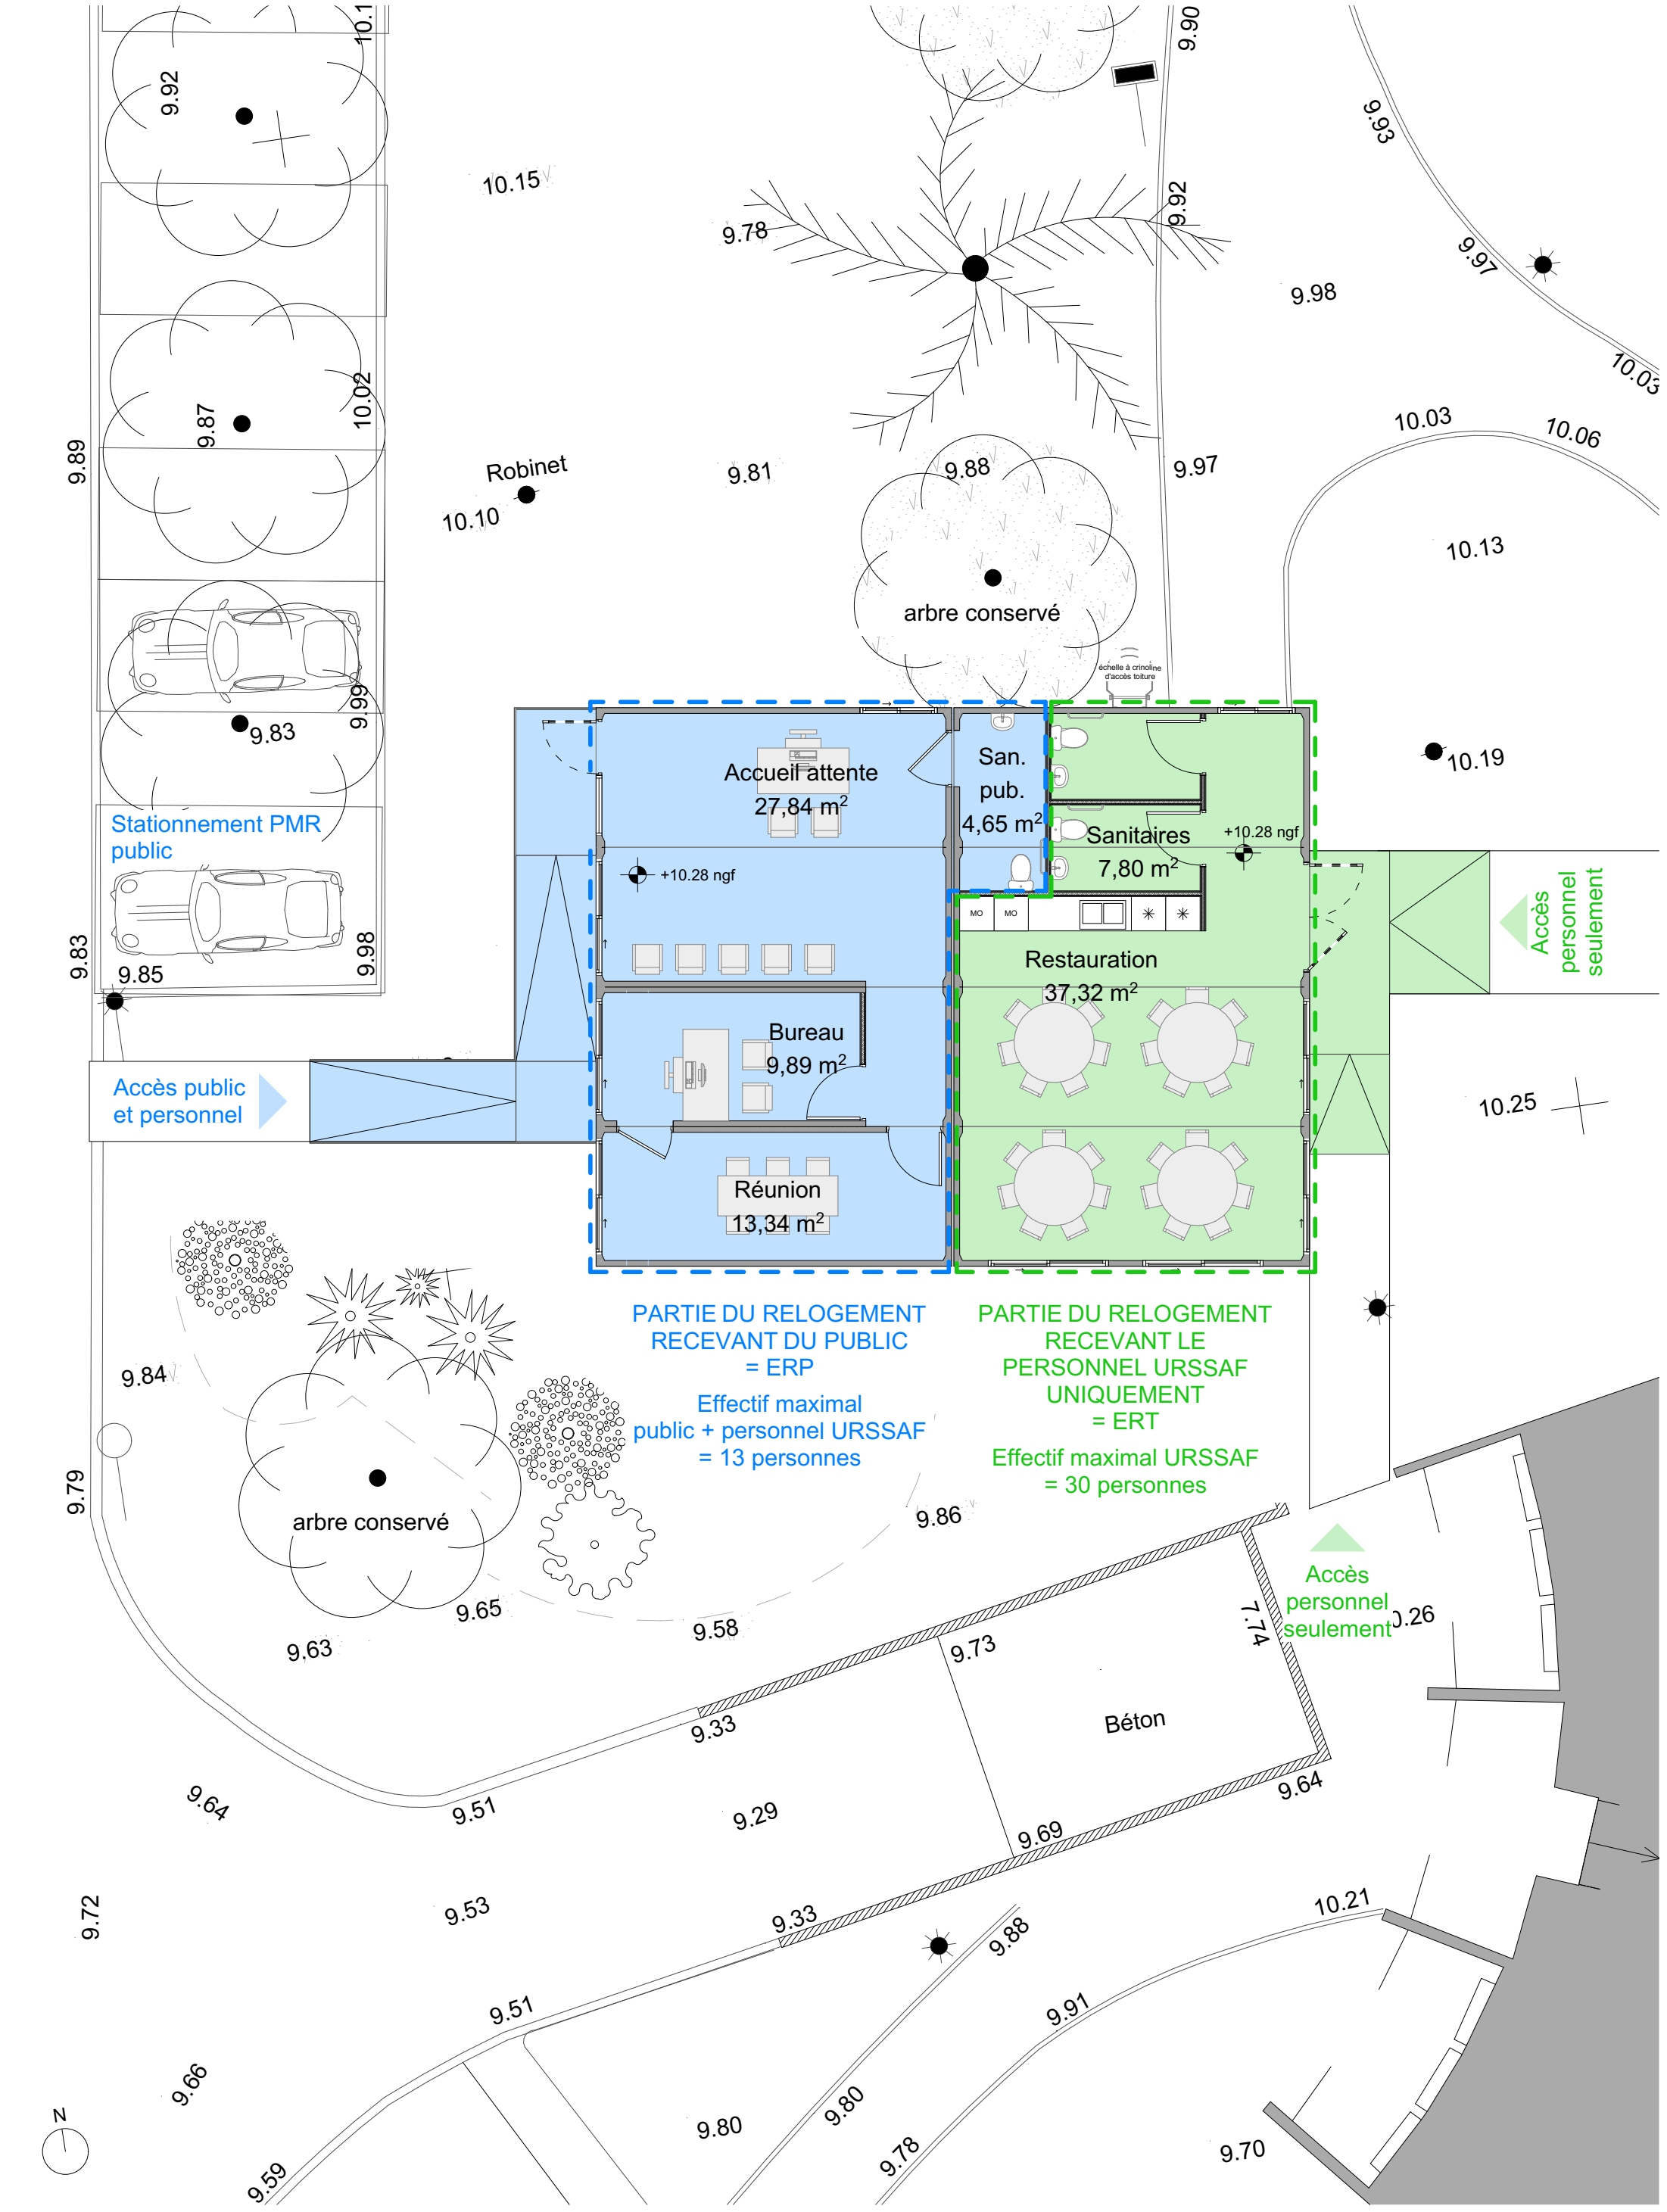 10.1
9.90
9.92
9.93
10.15
9.92
9.78
9.97
9.98
10.03
10.02
9.87
10.03
10.06
9.89
Robinet
9.81
9.88
9.97
10.10
10.13
arbre conservé
échelle à crinoline
d'accès toiture
9.99
9.83
10.19
Accueil attente
27,84 m²
San.
pub.
4,65 m²
Sanitaires
7,80 m²
+10.28 ngf
Stationnement PMR
public
+10.28 ngf
MO
MO
Accès
personnel
seulement
9.83
9.85
9.98
Restauration
37,32 m²
Bureau
9,89 m²
Accès public
et personnel
10.25
Réunion
13,34 m²
PARTIE DU RELOGEMENT
RECEVANT DU PUBLIC
= ERP
Effectif maximal
public + personnel URSSAF
= 13 personnes
PARTIE DU RELOGEMENT
RECEVANT LE
PERSONNEL URSSAF
UNIQUEMENT
= ERT
Effectif maximal URSSAF
= 30 personnes
9.84
9.79
arbre conservé
9.86
Accès
personnel
seulement
0.26
7.74
9.65
9.63
9.58
9.73
9.33
Béton
9.64
9.64
9.51
9.29
9.69
9.72
9.53
9.33
9.88
10.21
9.51
9.91
9.66
9.80
9.80
9.78
9.70
N
9.59